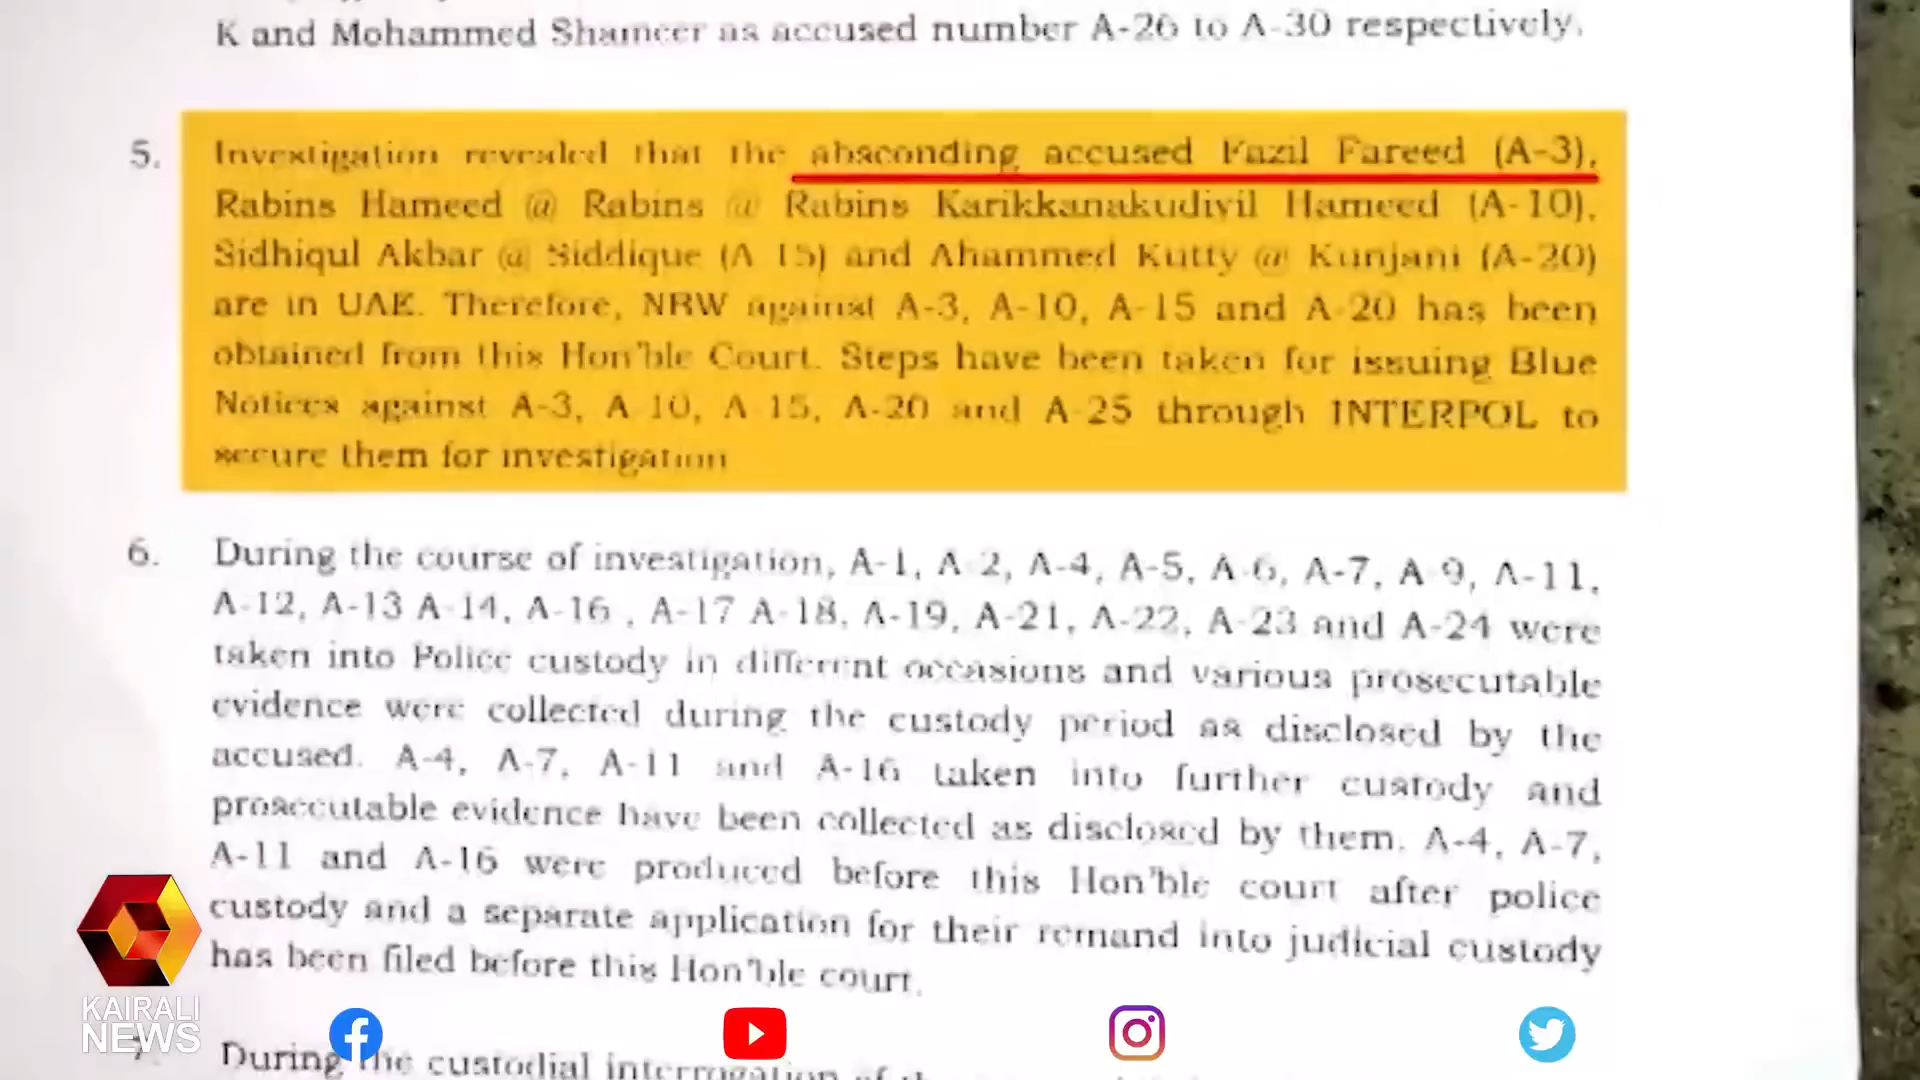 K and Mohammed Shameer as accused number A-26 to A-30 respectively.
5. Investigation revealed that the absconding accused Fazil Fareed (A-3),
Rabins Hameed @ Rabins @ Rabins Karikkanakudiyil Hameed (A-10),
Sidhiqul Akbar @ Siddique (A-15) and Ahammed Kutty @ Kunjani (A-20)
are in UAE. Therefore, NBW against A-3, A-10, A-15 and A-20 has been
obtained from this Hon'ble Court. Steps have been taken for issuing Blue
Notices against A-3, A-10, A-15, A-20 and A-25 through INTERPOL to
secure them for investigation
6. During the course of investigation, A-1, A-2, A-4, A-5, A-6, A-7, A-9, A-11,
A-12, A-13 A-14, A-16 , A-17 A-18, A-19, A-21, A-22, A-23 and A-24 were
taken into Police custody in different occasions and various prosecutable
evidence were collected during the custody period as disclosed by the
accused. A-4, A-7, A-11 and A-16 taken into further custody and
prosecutable evidence have been collected as disclosed by them. A-4, A-7,
A-11 and A-16 were produced before this Hon'ble court after police
custody and a separate application for their remand into judicial custody
has been filed before this Hon'ble court.
7. During the custodial interrogation of
KAIRALI
NEWS